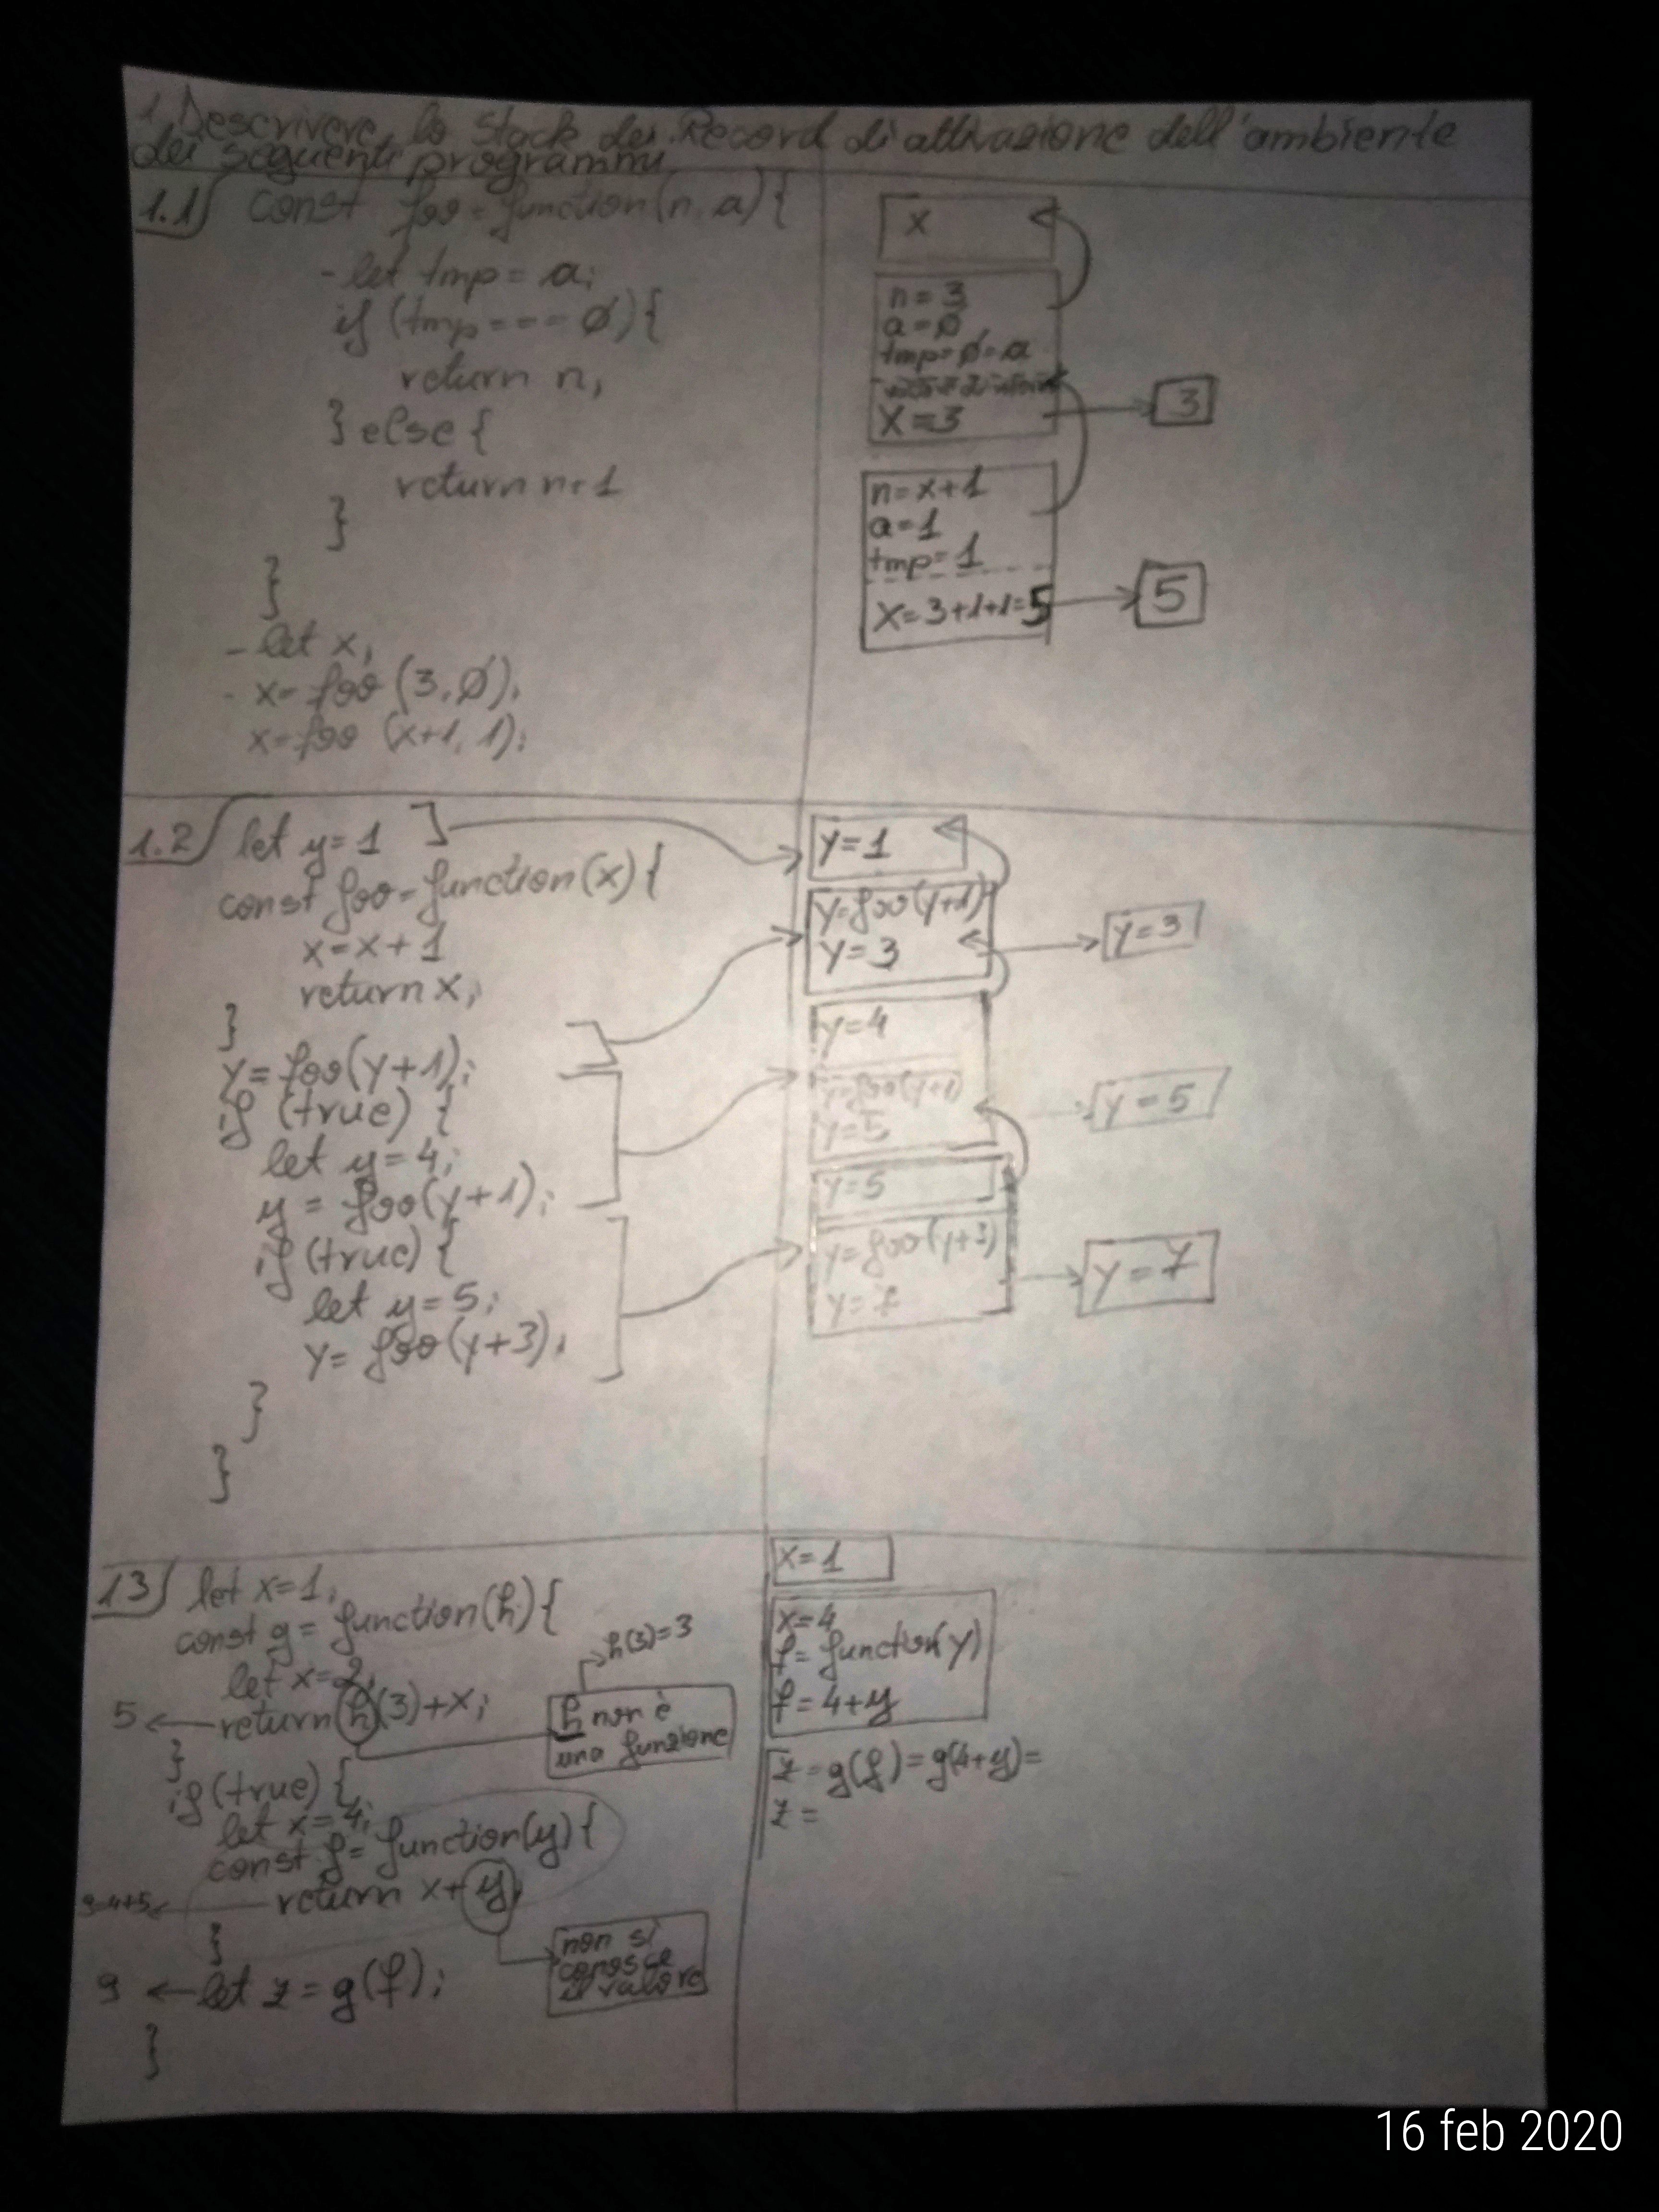 1. Descrivere lo Stack dei Record di attivazione dell'ambiente
dei seguenti programmi
1.1) const foo = function(n, a) {
- let tmp = a;
if (tmp === 0) {
return n;
} else {
return n+1
}
}
- let x;
- x = foo (3,0);
x = foo (x+1, 1);
x
n=3
a=0
tmp=0=a
X=3
3
n=x+1
a=1
tmp=1
X=3+1+1=5
5
1.2) let y=1
const foo = function(x) {
x = x+1
return x;
}
y = foo(y+1);
if (true) {
let y = 4;
y = foo(y+1);
if (true) {
let y = 5;
y = foo(y+3);
}
}
y=1
y=foo(y+1)
y=3
y=3
y=4
y=foo(y+1)
y=5
y=5
y=foo(y+3)
y=7
y=7
1.3) let x=1;
const g = function(h) {
let x=2;
5 ← return h(3)+x;
}
if (true) {
let x=4;
const f = function(y) {
9=4+5 ← return x+y;
}
9 ← let z = g(f);
}
h(3)=3
h non è
una funzione
non si
conosce
il valore
x=1
x=4
f = function(y)
f = 4+y
z = g(f) = g(4+y) =
z =
16 feb 2020